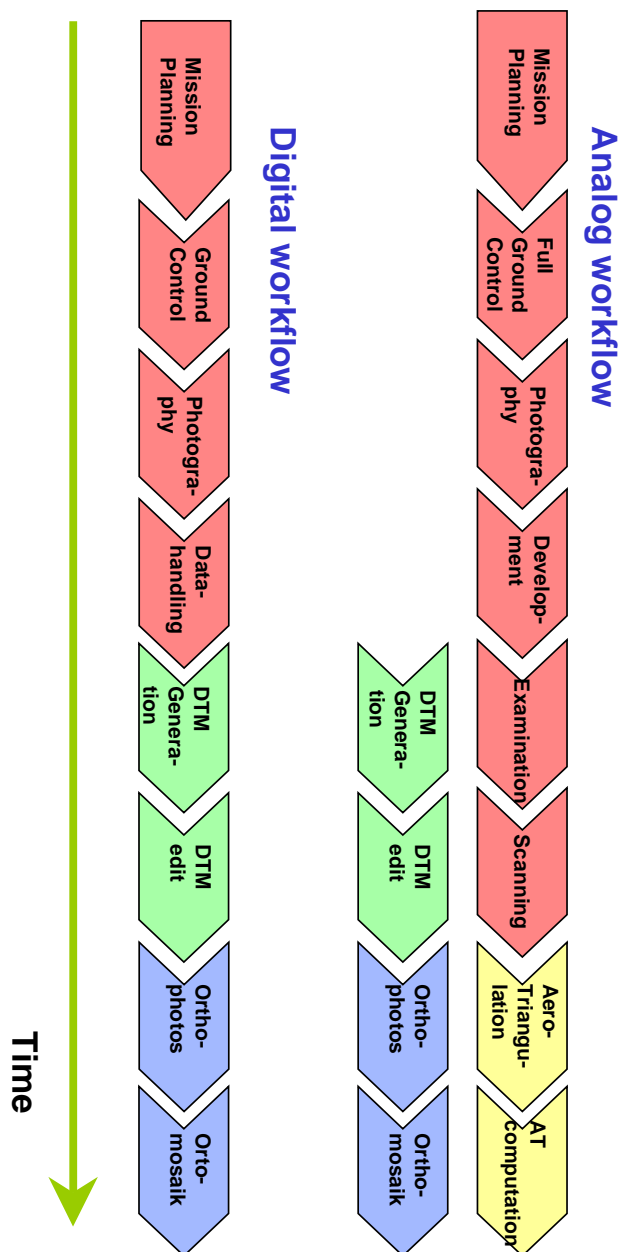 Analog workflow
Mission
Planning
Full
Ground
Control
Photogra-
phy
Develop-
ment
Examination
Scanning
Aero-
Triangu-
lation
AT
computation
DTM
Genera-
tion
DTM
edit
Ortho-
photos
Ortho-
mosaik
Digital workflow
Mission
Planning
Ground
Control
Photogra-
phy
Data-
handling
DTM
Genera-
tion
DTM
edit
Ortho-
photos
Orto-
mosaik
Time